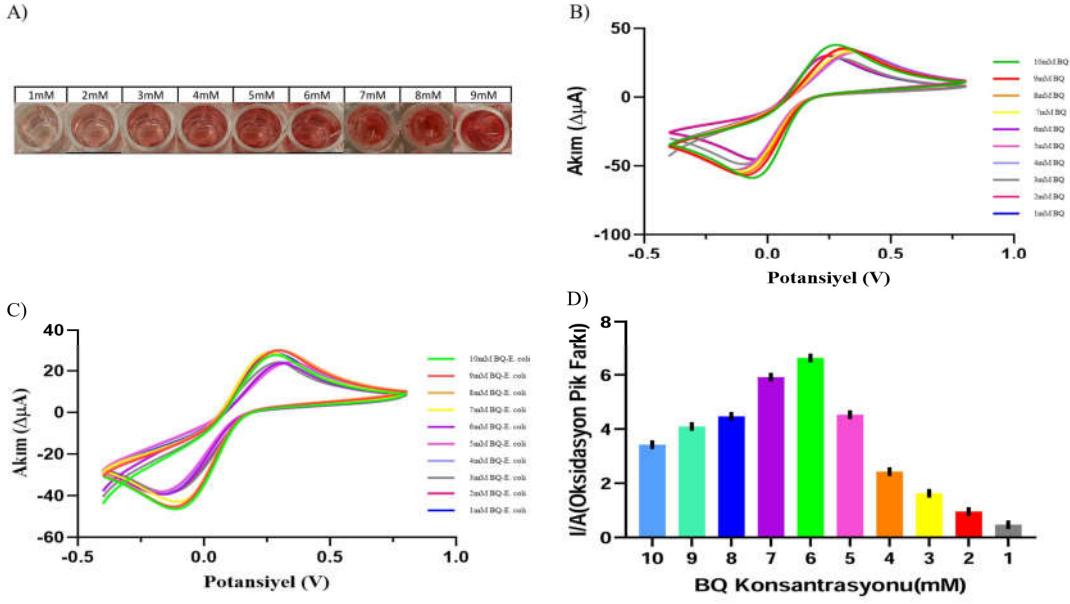 A)
1mM 2mM 3mM 4mM 5mM 6mM 7mM 8mM 9mM
B)
50
0
-50
-100
Akım (ΔµA)
-0.5 0.0 0.5 1.0
Potansiyel (V)
10mM BQ
9mM BQ
8mM BQ
7mM BQ
6mM BQ
5mM BQ
4mM BQ
3mM BQ
2mM BQ
1mM BQ
C)
40
20
0
-20
-40
-60
Akım (ΔµA)
-0.5 0.0 0.5 1.0
Potansiyel (V)
10mM BQ-E. coli
9mM BQ-E. coli
8mM BQ-E. coli
7mM BQ-E. coli
6mM BQ-E. coli
5mM BQ-E. coli
4mM BQ-E. coli
3mM BQ-E. coli
2mM BQ-E. coli
1mM BQ-E. coli
D)
8
6
4
2
0
I/A(Oksidasyon Pik Farkı)
10 9 8 7 6 5 4 3 2 1
BQ Konsantrasyonu(mM)